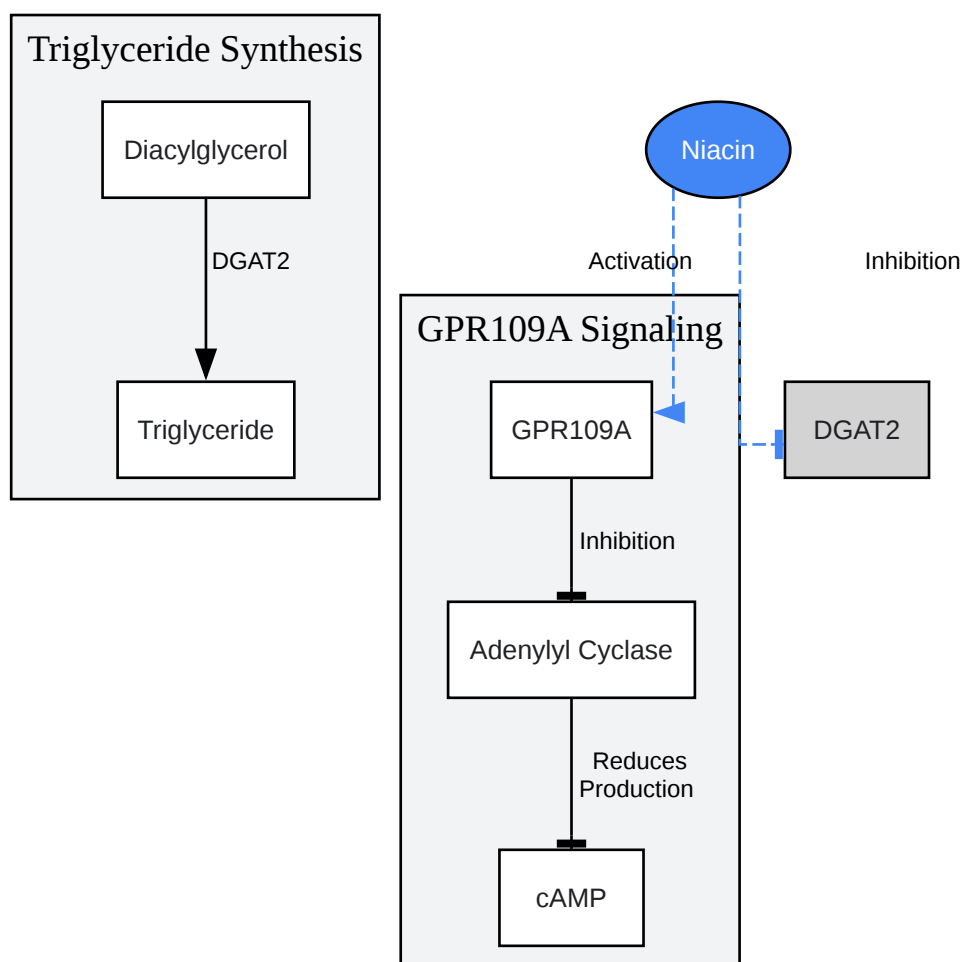 Triglyceride Synthesis
Diacylglycerol
DGAT2
Triglyceride
Niacin
Activation
Inhibition
GPR109A Signaling
GPR109A
DGAT2
Inhibition
Adenylyl Cyclase
Reduces
Production
cAMP